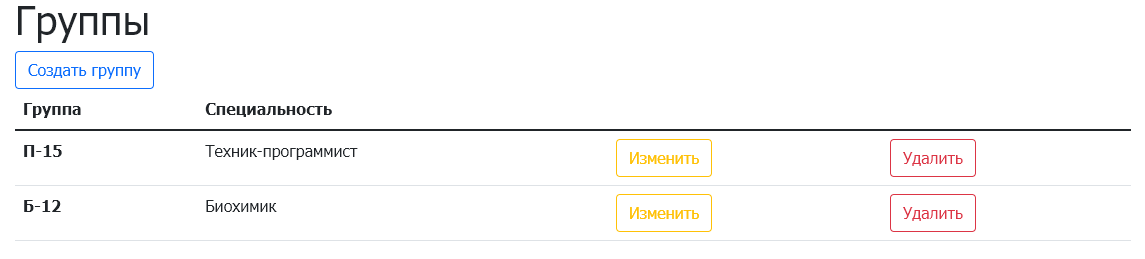 Группы
Создать группу
Группа Специальность
П-15 Техник-программист Изменить Удалить
Б-12 Биохимик Изменить Удалить